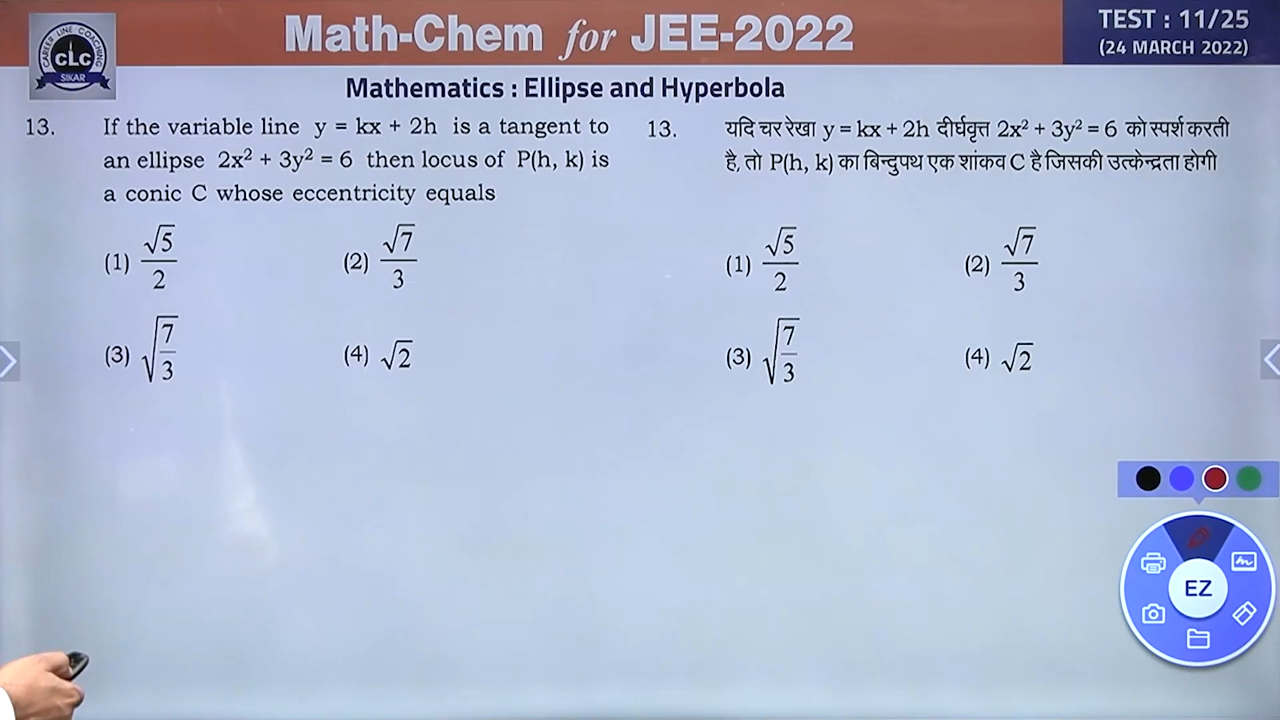 CAREER LINE COACHING
CLC
SIKAR
Math-Chem for JEE-2022
TEST : 11/25
(24 MARCH 2022)
Mathematics : Ellipse and Hyperbola
13. If the variable line y = kx + 2h is a tangent to
an ellipse 2x² + 3y² = 6 then locus of P(h, k) is
a conic C whose eccentricity equals
(1) √5/2 (2) √7/3
(3) √(7/3) (4) √2
13. यदि चर रेखा y = kx + 2h दीर्घवृत्त 2x² + 3y² = 6 को स्पर्श करती
है, तो P(h, k) का बिन्दुपथ एक शांकव C है जिसकी उत्केन्द्रता होगी
(1) √5/2 (2) √7/3
(3) √(7/3) (4) √2
EZ